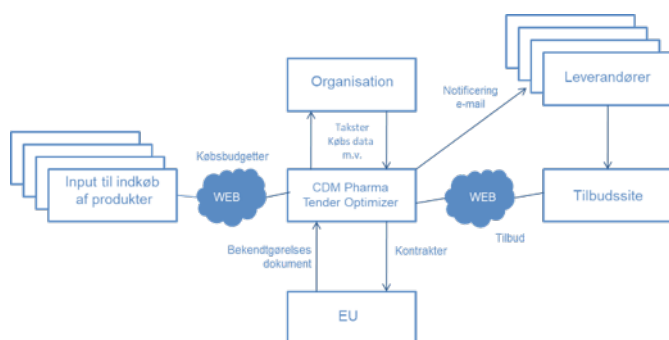 Organisation
Notificering
e-mail
Leverandører
Takster
Købs data
m.v.
Købsbudgetter
Input til indkøb
af produkter
WEB
CDM Pharma
Tender Optimizer
WEB
Tilbudssite
Tilbud
Bekendtgørelses
dokument
Kontrakter
EU